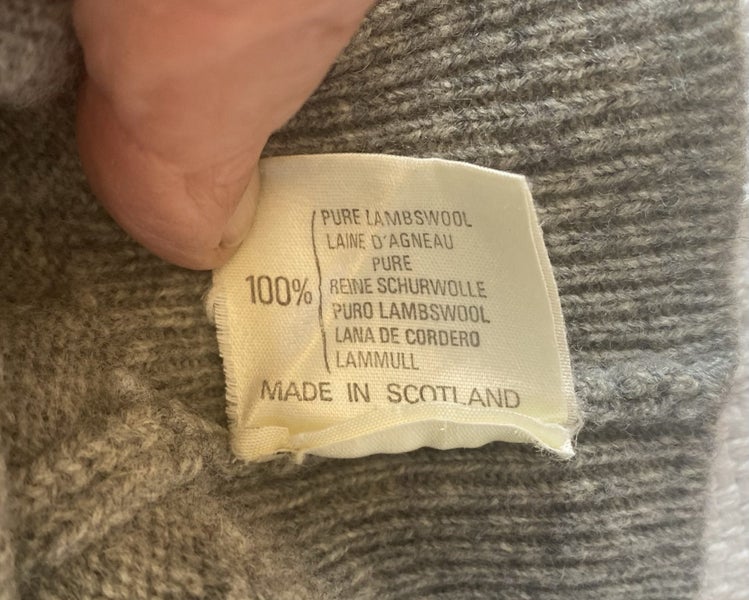 PURE LAMBSWOOL
LAINE D'AGNEAU
PURE
100% REINE SCHURWOLLE
PURO LAMBSWOOL
LANA DE CORDERO
LAMMULL
MADE IN SCOTLAND